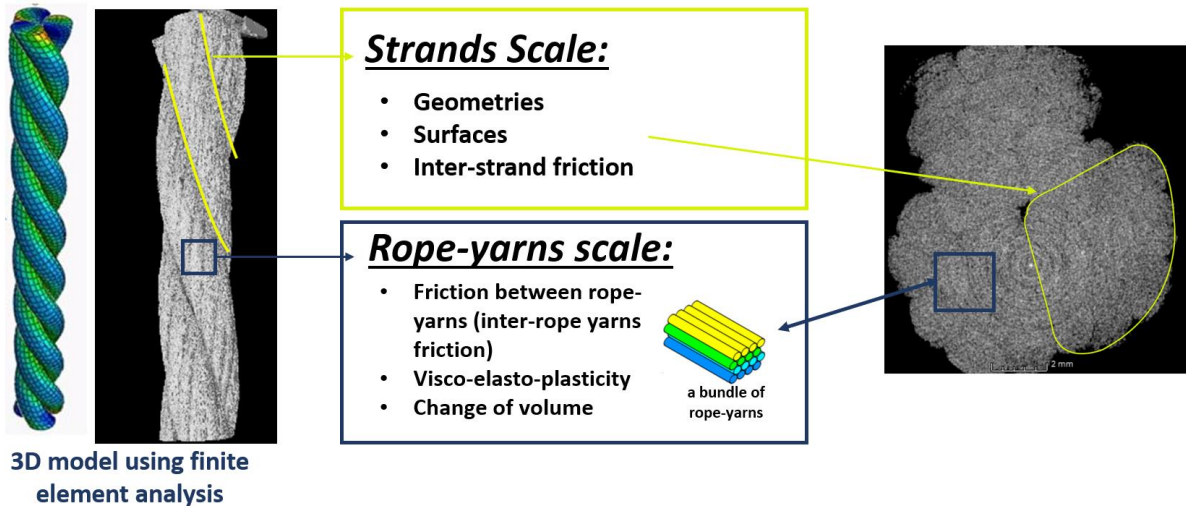 Strands Scale:
• Geometries
• Surfaces
• Inter-strand friction
Rope-yarns scale:
• Friction between rope-
yarns (inter-rope yarns
friction)
• Visco-elasto-plasticity
• Change of volume
a bundle of
rope-yarns
2 mm
3D model using finite
element analysis